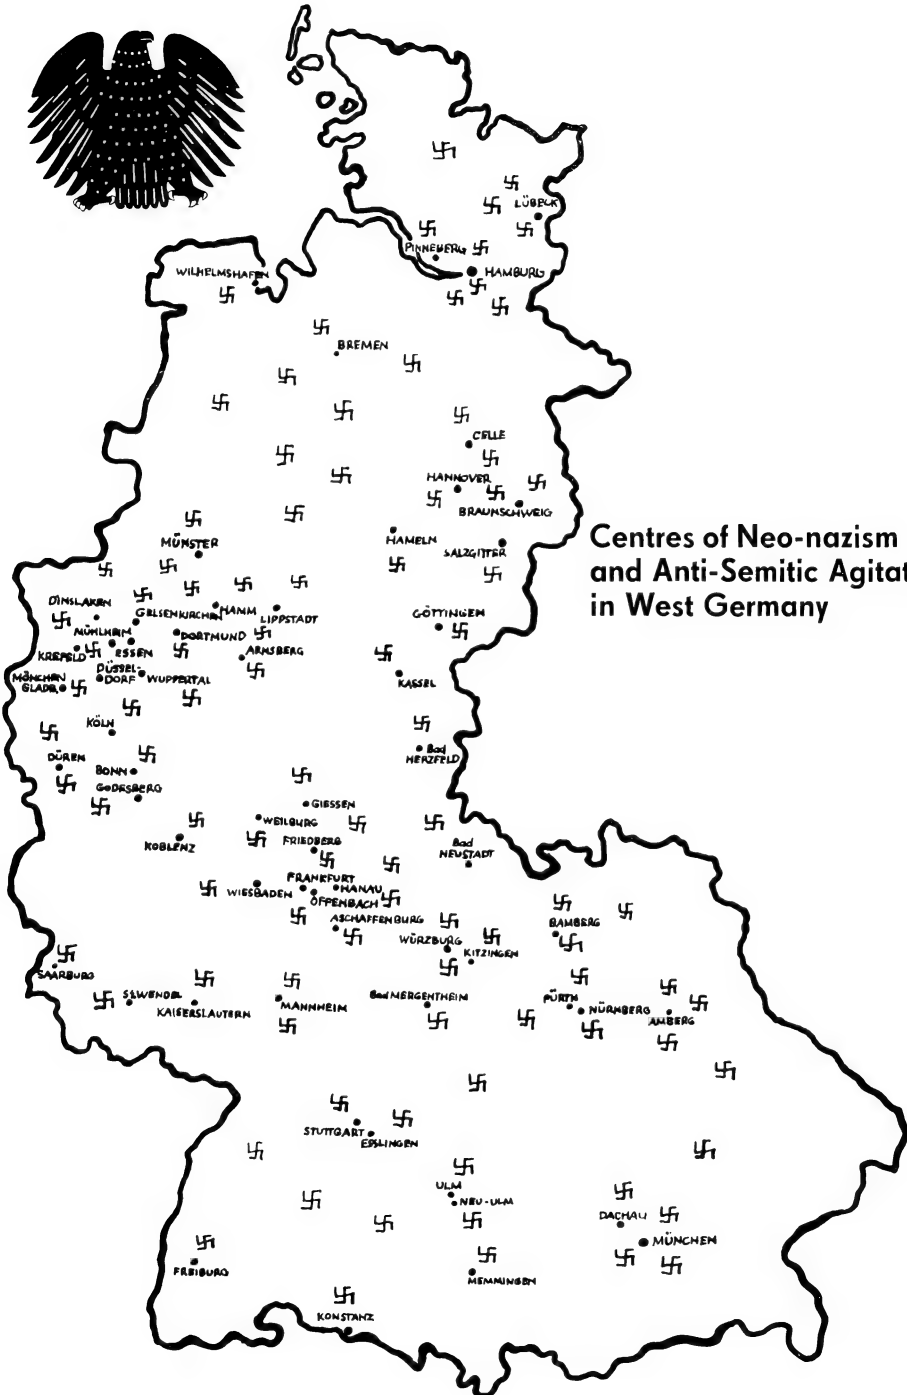 LÜBECK
PINNEBERG
HAMBURG
WILHELMSHAFEN
BREMEN
CELLE
HANNOVER
BRAUNSCHWEIG
Centres of Neo-nazism
and Anti-Semitic Agitat
in West Germany
HAMELN
SALZGITTER
MÜNSTER
DINSLAKEN
GELSENKIRCHEN
HAMM
LIPPSTADT
GÖTTINGEN
MÜHLHEIM
DORTMUND
ESSEN
KREFELD
ARNSBERG
DÜSSEL-
DORF
WUPPERTAL
MÖNCHEN
GLADB.
KASSEL
KÖLN
Bad
HERZFELD
DÜREN
BONN
GODESBERG
GIESSEN
WEILBURG
FRIEDBERG
KOBLENZ
Bad
NEUSTADT
FRANKFURT
WIESBADEN
HANAU
OFFENBACH
ASCHAFFENBURG
BAMBERG
WÜRZBURG
KITZINGEN
SAARBURG
ST.WENDEL
KAISERSLAUTERN
MANNHEIM
Bad MERGENTHEIM
FÜRTH
NÜRNBERG
AMBERG
STUTTGART
ESSLINGEN
ULM
NEU-ULM
DACHAU
MÜNCHEN
FREIBURG
MEMMINGEN
KONSTANZ